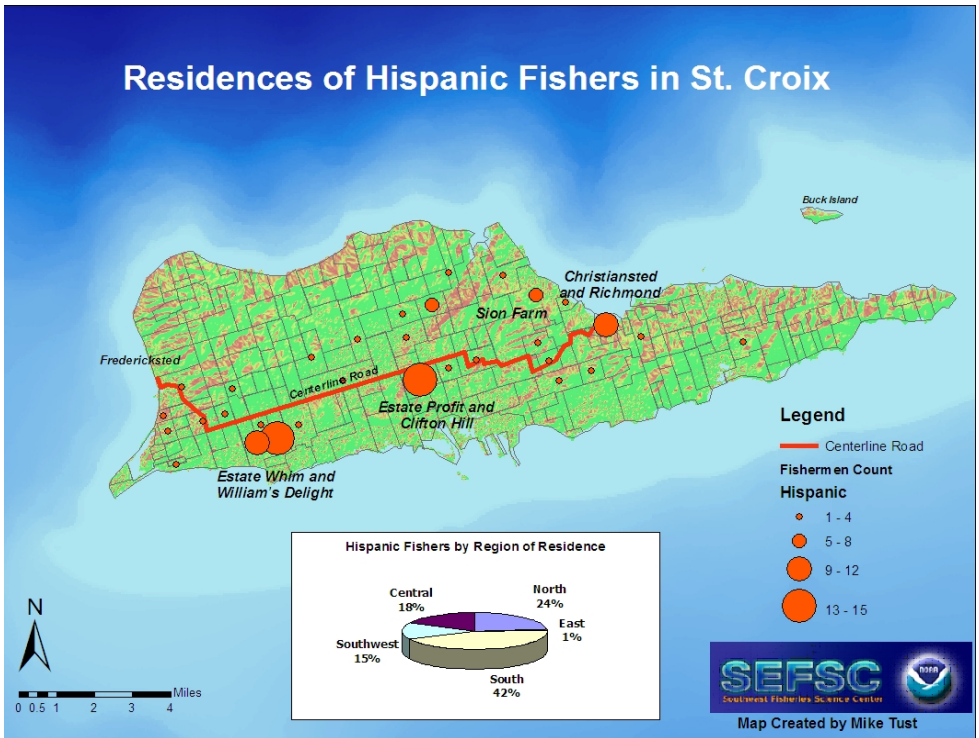 Residences of Hispanic Fishers in St. Croix
Buck Island
Christiansted
and Richmond
Sion Farm
Fredericksted
Centerline Road
Estate Profit and
Clifton Hill
Estate Whim and
William's Delight
Legend
Centerline Road
Fishermen Count
Hispanic
1 - 4
5 - 8
9 - 12
13 - 15
Hispanic Fishers by Region of Residence
North
24%
East
1%
South
42%
Southwest
15%
Central
18%
N
Miles
0 0.5 1 2 3 4
SEFSC
Southwest Fisheries Science Center
NOAA
Map Created by Mike Tust